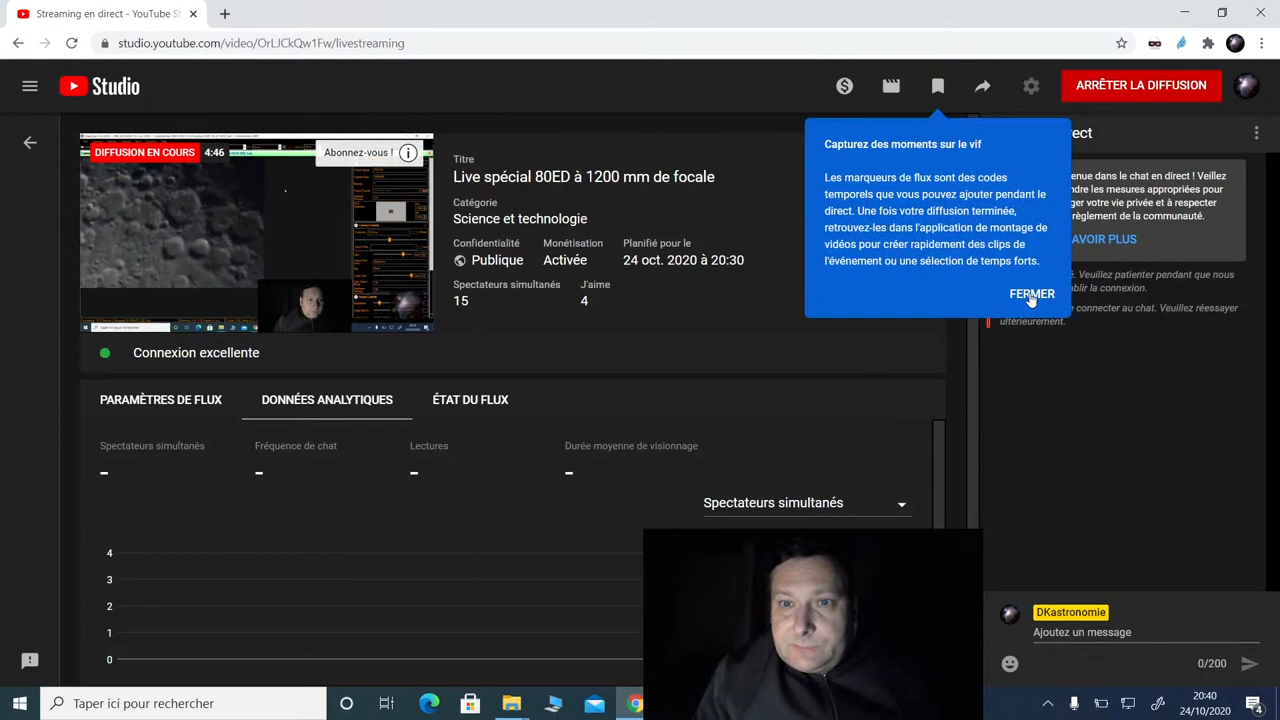 Streaming en direct - YouTube S
studio.youtube.com/video/OrLJCkQw1Fw/livestreaming
Studio
ARRÊTER LA DIFFUSION
DIFFUSION EN COURS 4:46
Abonnez-vous !
Titre
Live spécial 80ED à 1200 mm de focale
Catégorie
Science et technologie
Confidentialité Monétisation Planifié pour le
Publique Activée 24 oct. 2020 à 20:30
Spectateurs simultanés J'aime
15 4
Capturez des moments sur le vif
Les marqueurs de flux sont des codes
temporels que vous pouvez ajouter pendant le
direct. Une fois votre diffusion terminée,
retrouvez-les dans l'application de montage de
vidéos pour créer rapidement des clips de
l'événement ou une sélection de temps forts.
FERMER
rect
enue dans le chat en direct ! Veillez
ndre les mesures appropriées pour
ger votre vie privée et à respecter
règlement de la communauté.
AVOIR PLUS
é. Veuillez patienter pendant que nous
blir la connexion.
e connecter au chat. Veuillez réessayer
ultérieurement.
Connexion excellente
PARAMÈTRES DE FLUX DONNÉES ANALYTIQUES ÉTAT DU FLUX
Spectateurs simultanés Fréquence de chat Lectures Durée moyenne de visionnage
– – – –
Spectateurs simultanés
4
3
2
1
0
DKastronomie
Ajoutez un message
0/200
Taper ici pour rechercher
20:40
24/10/2020
4